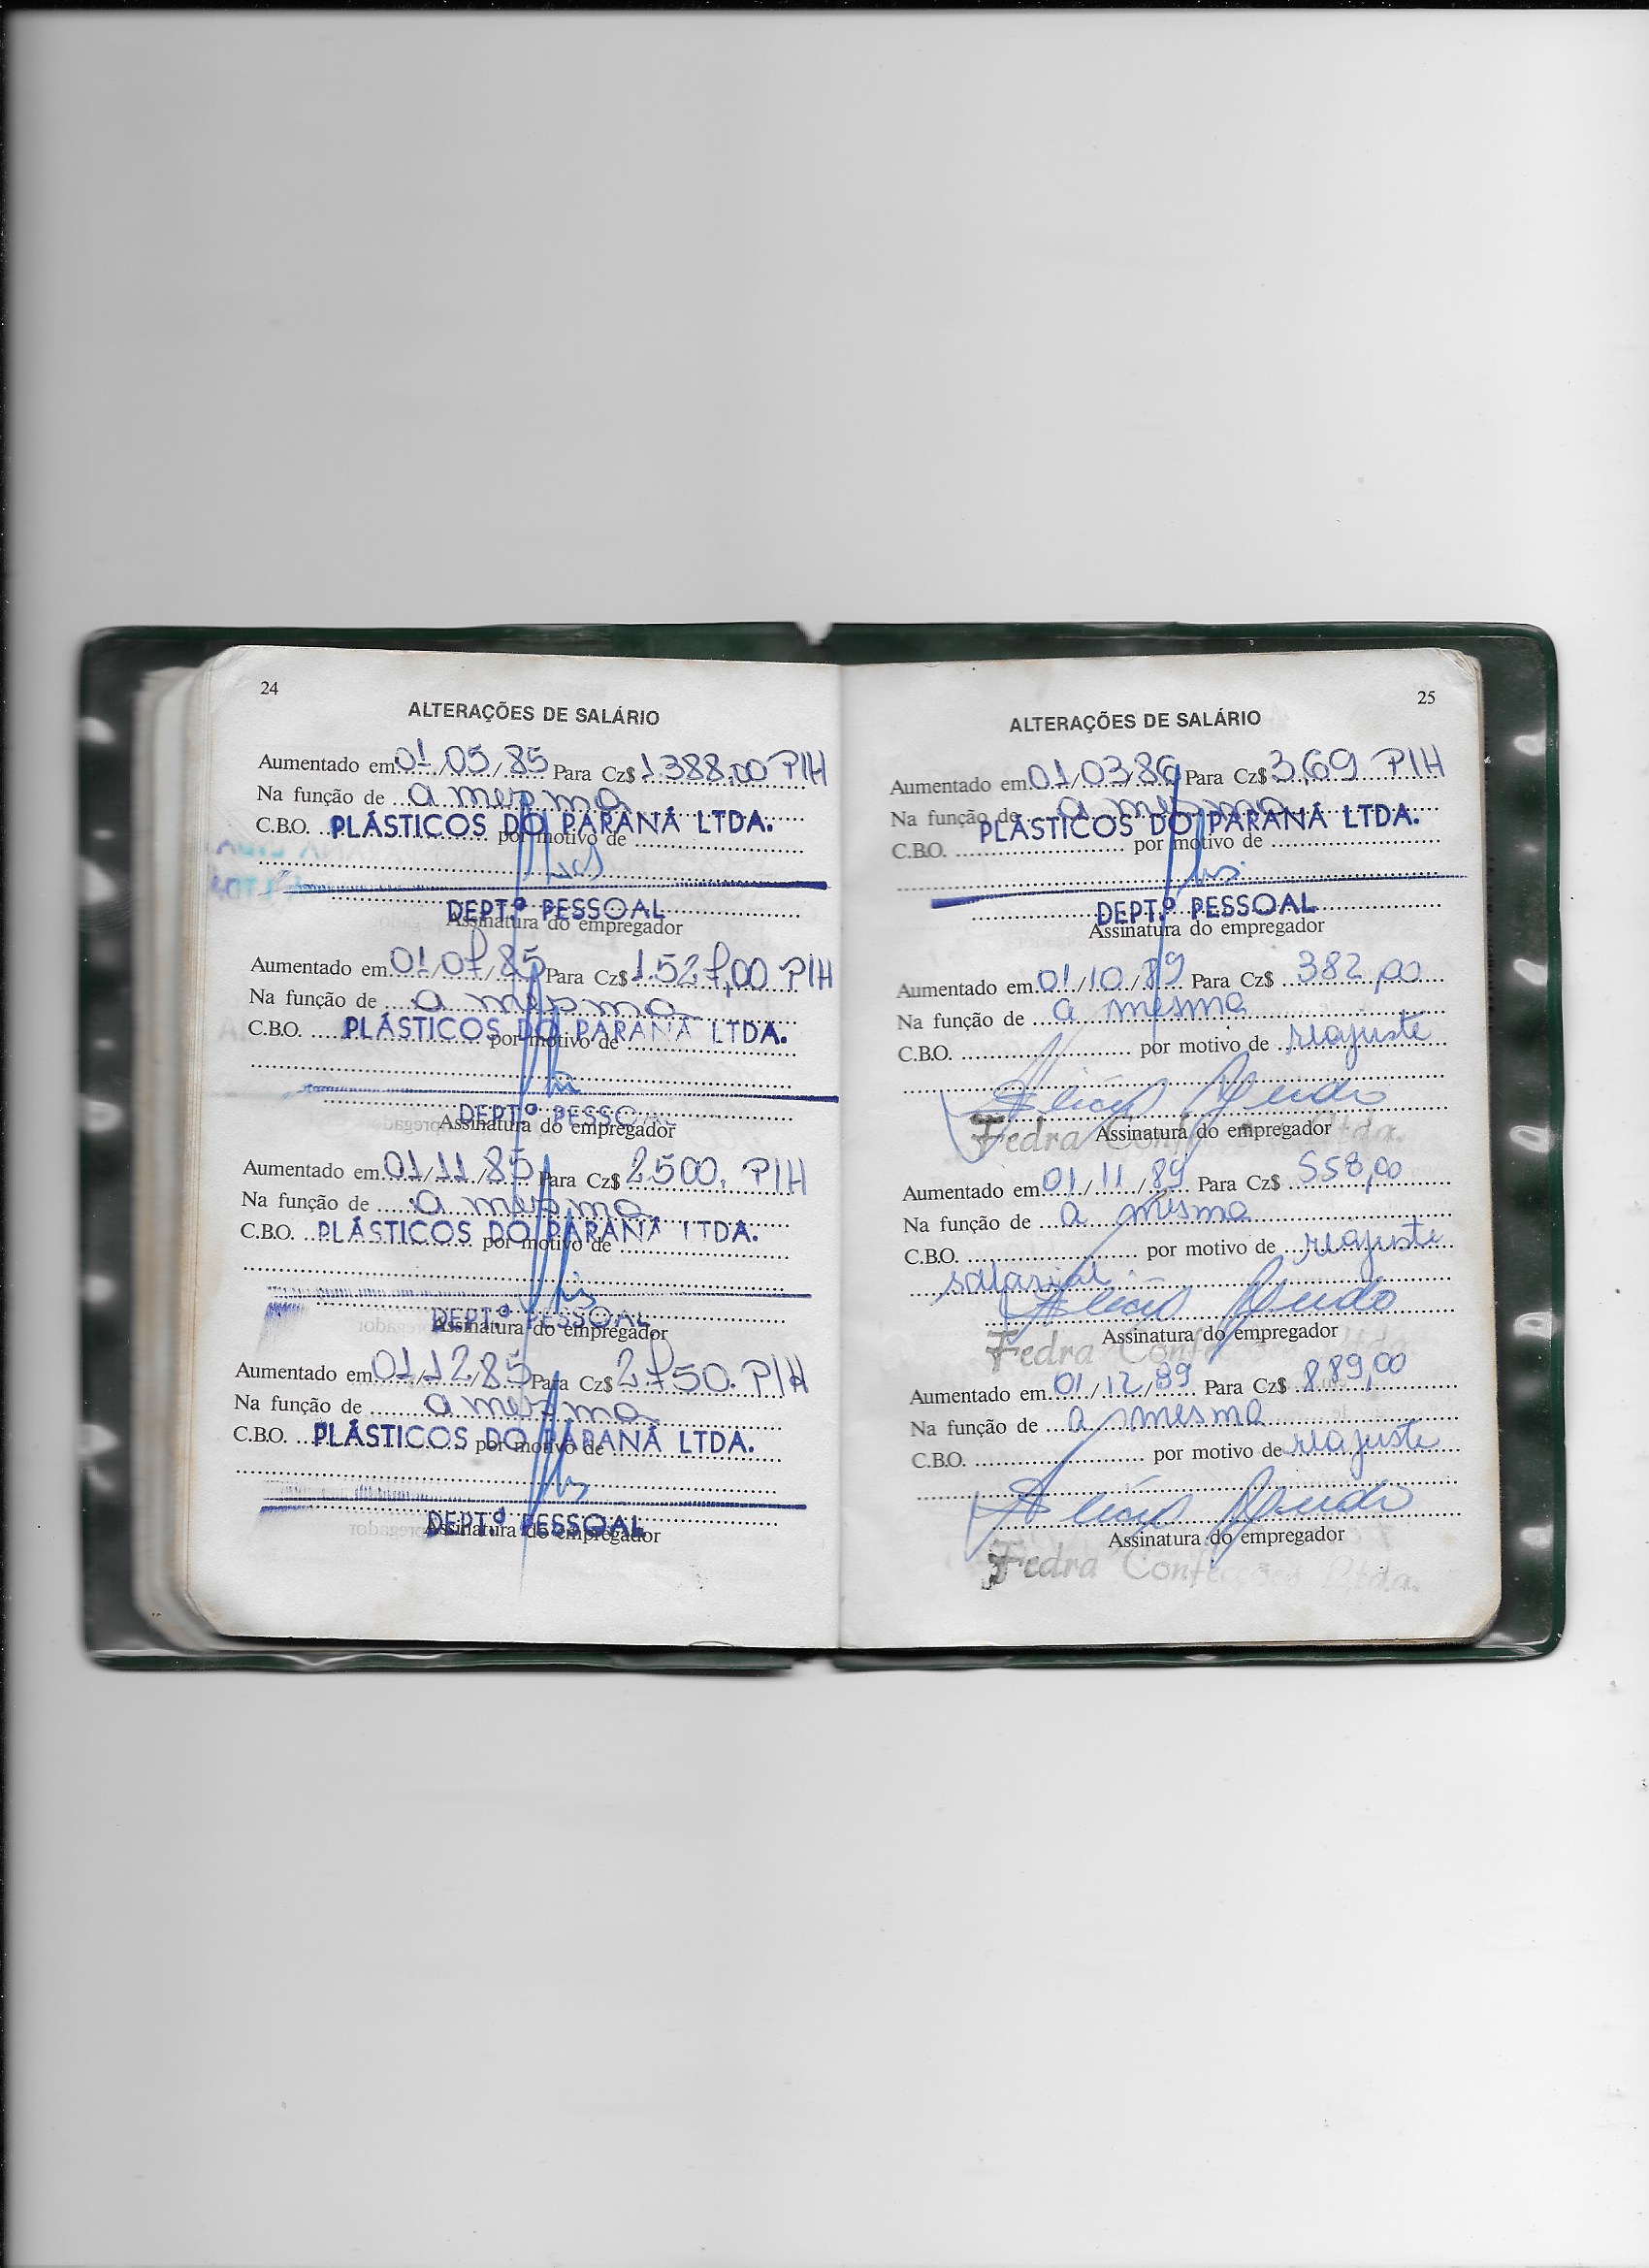 24
ALTERAÇÕES DE SALÁRIO
Aumentado em 01/05/85 Para Cz$ 1.388,00 P/H
Na função de a mesma
C.B.O. PLÁSTICOS DO PARANÁ LTDA. por motivo de
DEPTº PESSOAL
Assinatura do empregador
Aumentado em 01/07/85 Para Cz$ 1.527,00 P/H
Na função de a mesma
C.B.O. PLÁSTICOS DO PARANÁ LTDA. por motivo de
DEPTº PESSOAL
Assinatura do empregador
Aumentado em 01/11/85 Para Cz$ 2500, P/H
Na função de a mesma
C.B.O. PLÁSTICOS DO PARANÁ LTDA. por motivo de
DEPTº PESSOAL
Assinatura do empregador
Aumentado em 01/12/85 Para Cz$ 2750. P/H
Na função de a mesma
C.B.O. PLÁSTICOS DO PARANÁ LTDA. por motivo de
DEPTº PESSOAL
Assinatura do empregador
25
ALTERAÇÕES DE SALÁRIO
Aumentado em 01/03/86 Para Cz$ 3,69 P/H
Na função de a mesma
PLÁSTICOS DO PARANÁ LTDA.
C.B.O. por motivo de
DEPTº PESSOAL
Assinatura do empregador
Aumentado em 01/10/89 Para Cz$ 382,00
Na função de a mesma
C.B.O. por motivo de reajuste
Assinatura do empregador
Fedra Confecções Ltda.
Aumentado em 01/11/89 Para Cz$ 558,00
Na função de a mesma
C.B.O. por motivo de reajuste
salarial
Assinatura do empregador
Fedra Confecções
Aumentado em 01/12/89 Para Cz$ 889,00
Na função de a mesma
C.B.O. por motivo de reajuste
Assinatura do empregador
Fedra Confecções Ltda.